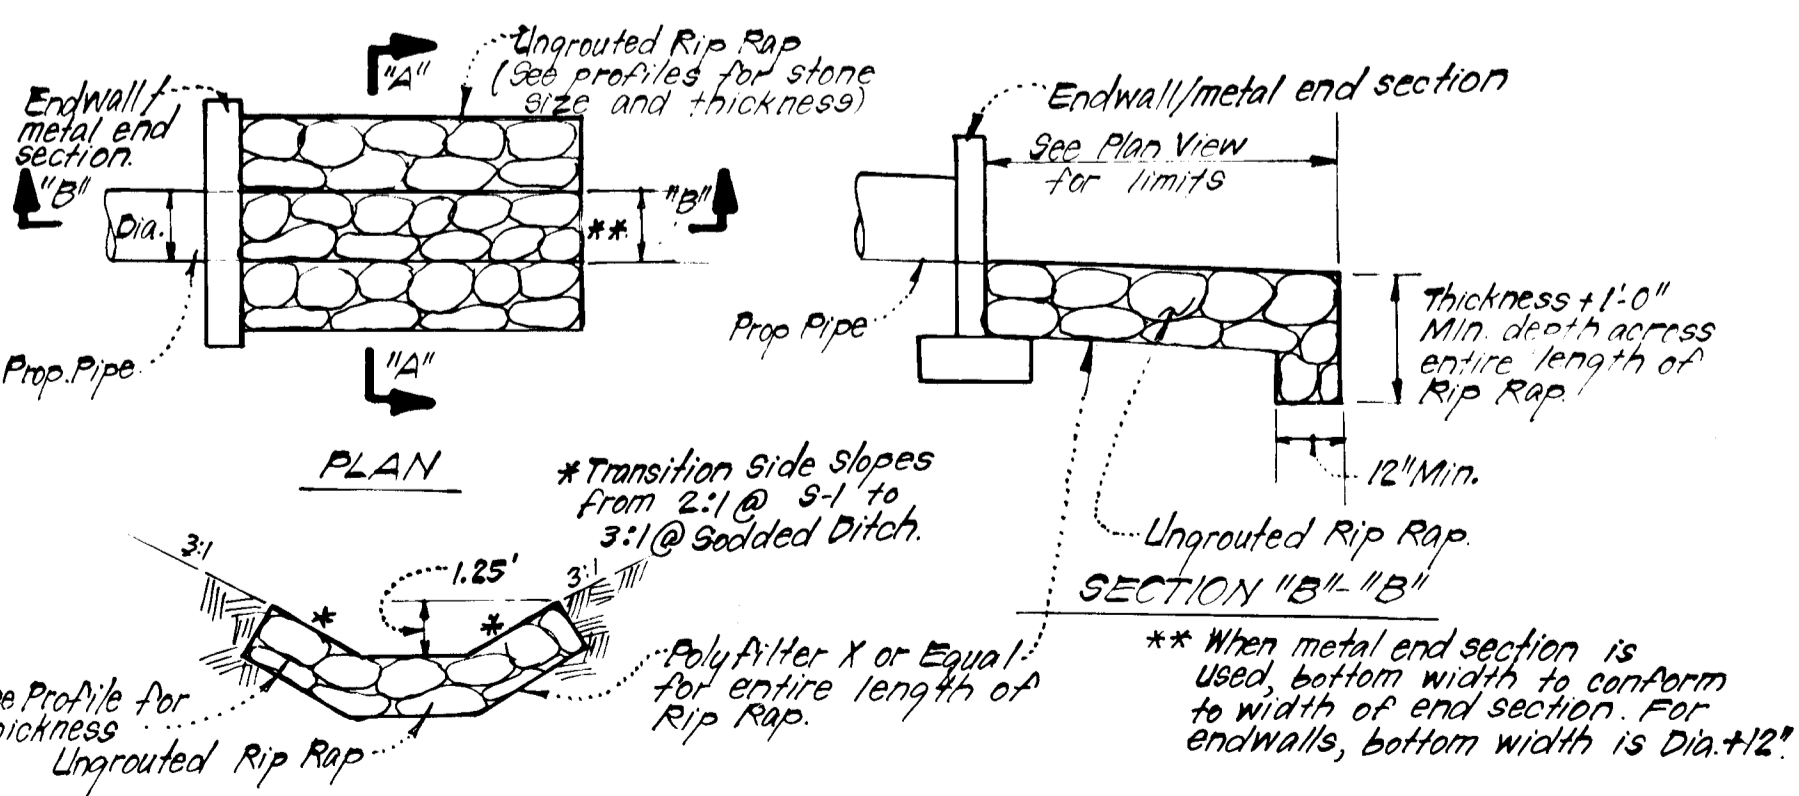 Ungrouted Rip Rap
(See profiles for stone
size and thickness)
"A"
Endwall/
metal end
section.
"B"
Dia.
**
"B"
Prop. Pipe
"A"
PLAN
Endwall/metal end section
See Plan View
for limits
Prop Pipe
Thickness + 1'-0"
Min. depth across
entire length of
Rip Rap.
12" Min.
Ungrouted Rip Rap.
SECTION "B"-"B"
* Transition Side Slopes
from 2:1 @ S-1 to
3:1 @ Sodded Ditch.
3:1
1.25'
3:1
*
*
Polyfilter X or Equal
for entire length of
Rip Rap.
Profile for
Ungrouted Rip Rap
** When metal end section is
used, bottom width to conform
to width of end section. For
endwalls, bottom width is Dia.+12".